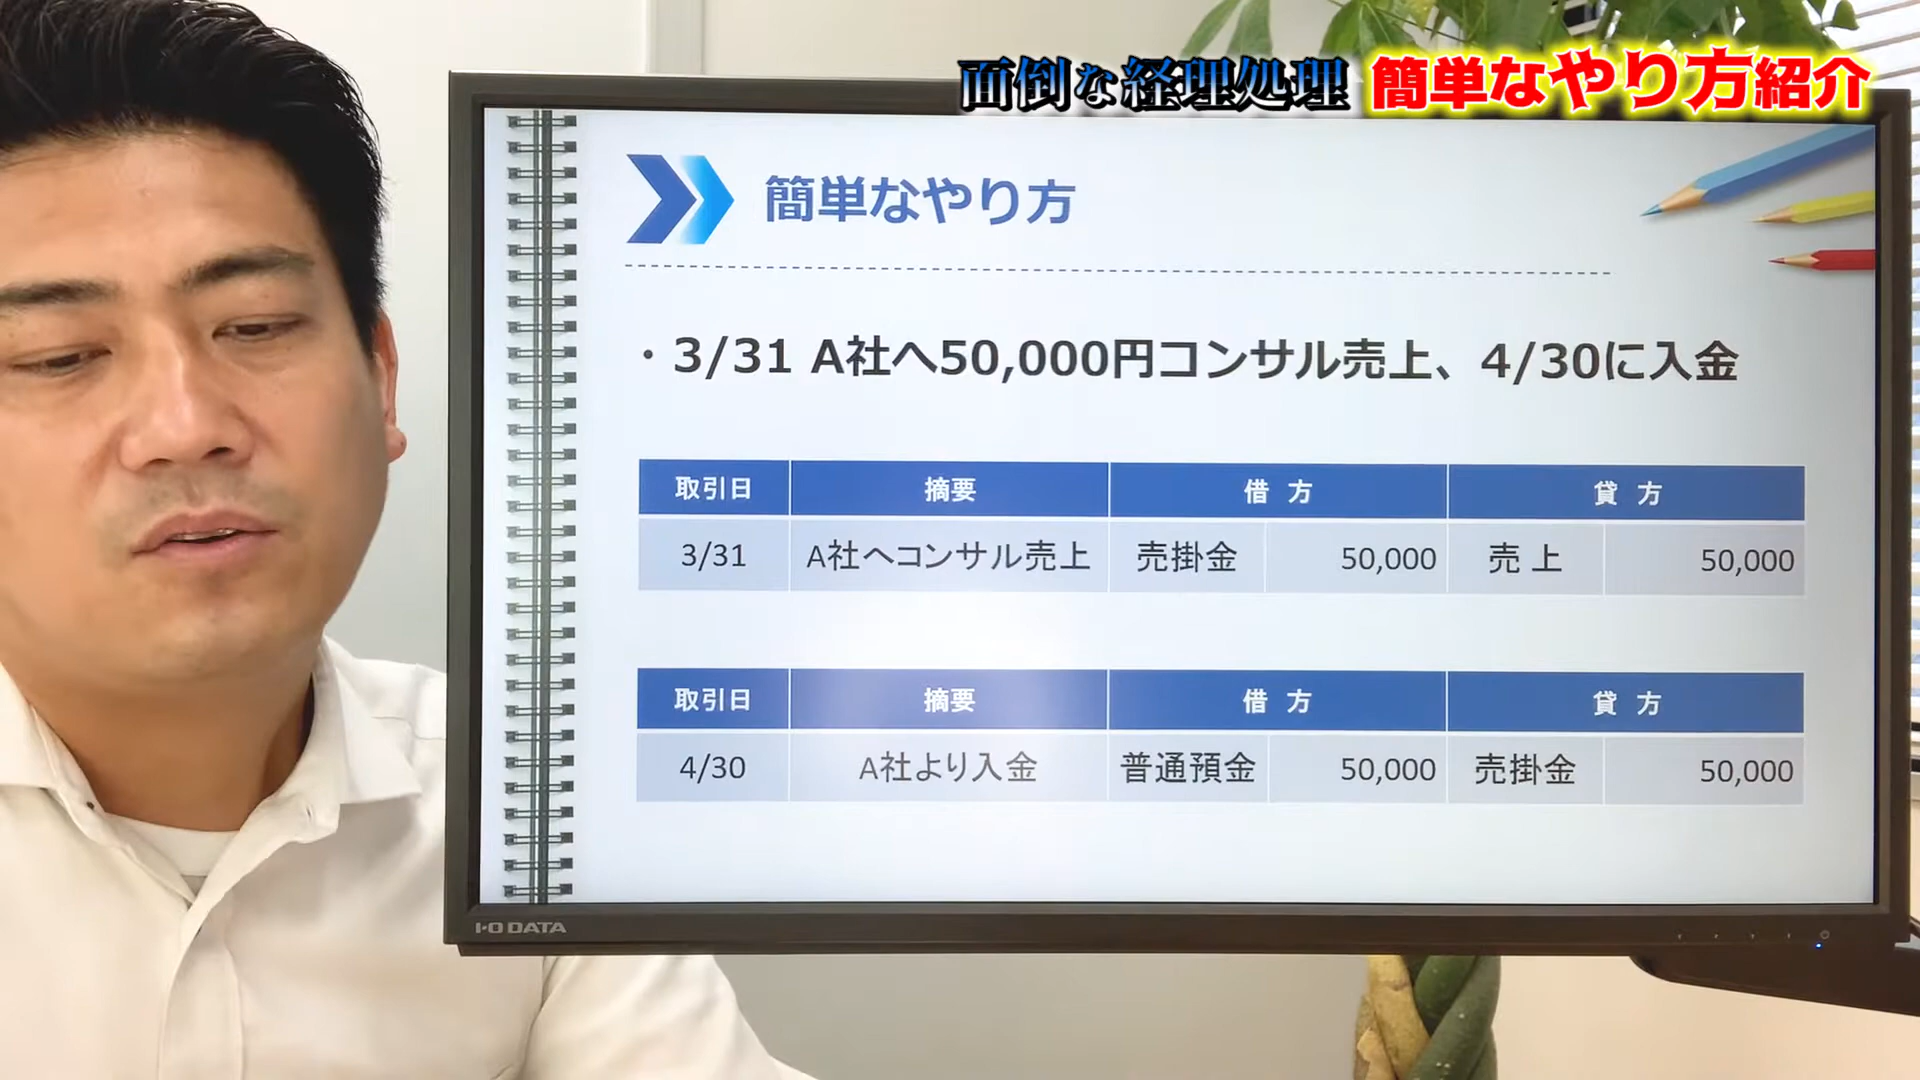 面倒な経理処理 簡単なやり方紹介
簡単なやり方
・3/31 A社へ50,000円コンサル売上、4/30に入金
取引日 摘要 借 方 貸 方
3/31 A社へコンサル売上 売掛金 50,000 売 上 50,000
取引日 摘要 借 方 貸 方
4/30 A社より入金 普通預金 50,000 売掛金 50,000
I-O DATA